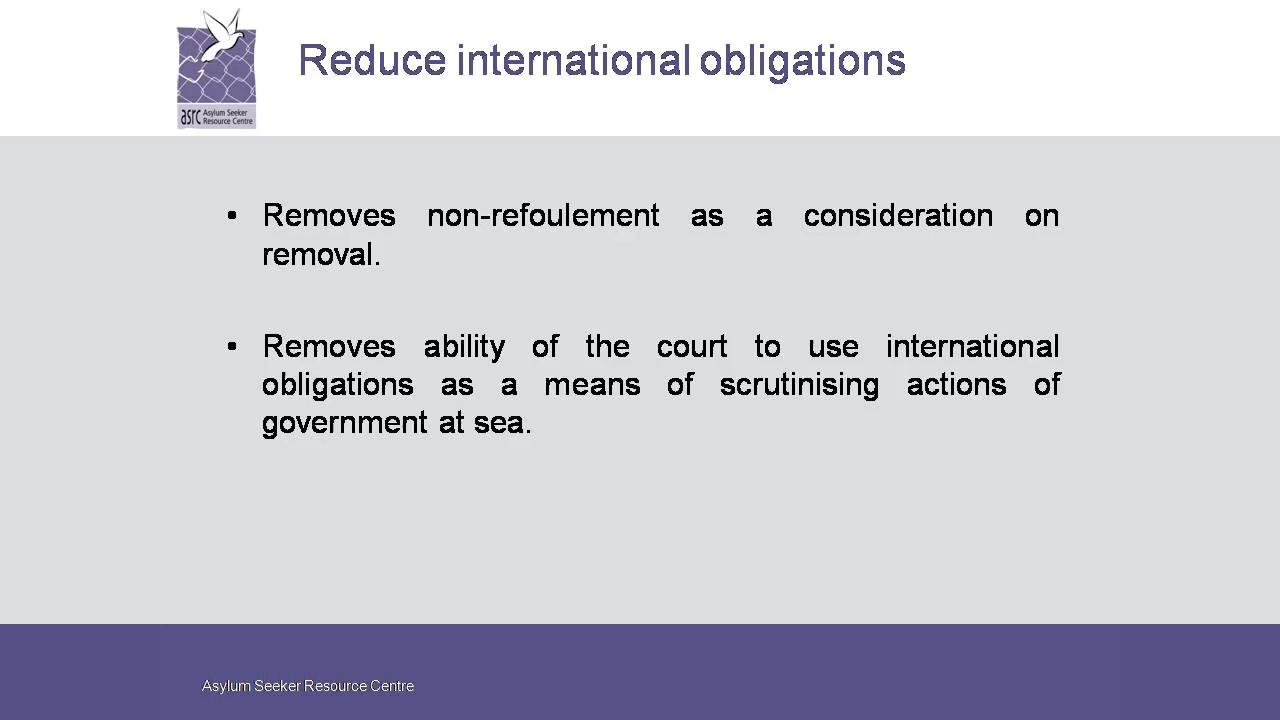 Reduce international obligations
asrc Asylum Seeker
Resource Centre
• Removes non-refoulement as a consideration on
removal.
• Removes ability of the court to use international
obligations as a means of scrutinising actions of
government at sea.
Asylum Seeker Resource Centre